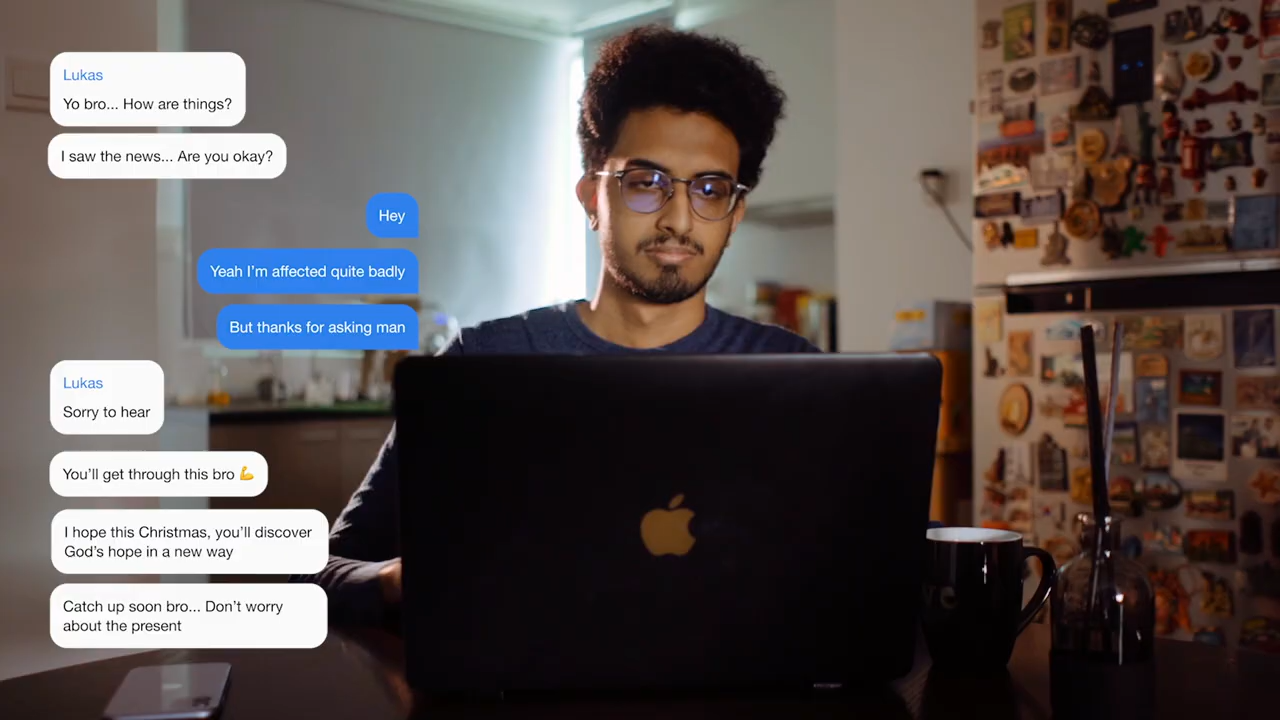 Lukas
Yo bro... How are things?
I saw the news... Are you okay?
Hey
Yeah I'm affected quite badly
But thanks for asking man
Lukas
Sorry to hear
You'll get through this bro 💪
I hope this Christmas, you'll discover
God's hope in a new way
Catch up soon bro... Don't worry
about the present